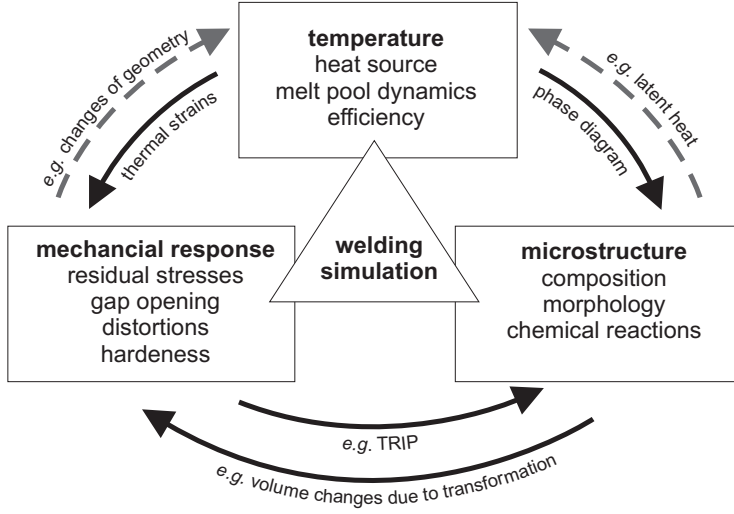 temperature
heat source
melt pool dynamics
efficiency
e.g. changes of geometry
thermal strains
e.g. latent heat
phase diagram
mechancial response
residual stresses
gap opening
distortions
hardeness
welding
simulation
microstructure
composition
morphology
chemical reactions
e.g. TRIP
e.g. volume changes due to transformation